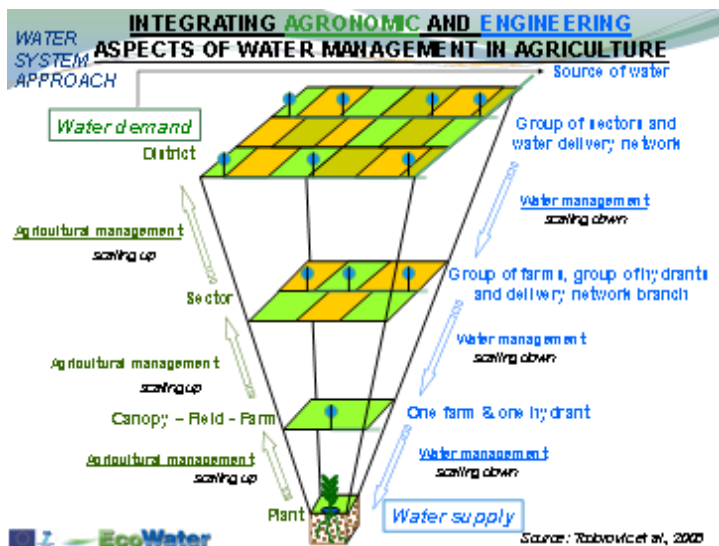 INTEGRATING AGRONOMIC AND ENGINEERING
ASPECTS OF WATER MANAGEMENT IN AGRICULTURE
WATER
SYSTEM
APPROACH
Source of water
Water demand
District
Group of sectors and
water delivery network
Agricultural management
scaling up
Water management
scaling down
Sector
Group of farms, group of hydrants
and delivery network branch
Agricultural management
scaling up
Water management
scaling down
Canopy – Field - Farm
One farm & one hydrant
Agricultural management
scaling up
Water management
scaling down
Plant
Water supply
EcoWater
Source: et al,